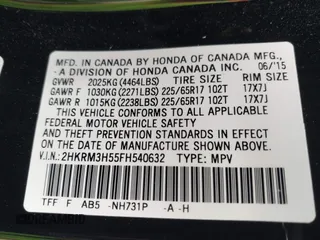 MFD. IN CANADA BY HONDA OF CANADA MFG.,
-A DIVISION OF HONDA CANADA INC. 06/'15
GVWR 2025KG (4464LBS) TIRE SIZE RIM SIZE
GAWR F 1030KG (2271LBS) 225/65R17 102T 17X7J
GAWR R 1015KG (2238LBS) 225/65R17 102T 17X7J
THIS VEHICLE CONFORMS TO ALL APPLICABLE
FEDERAL MOTOR VEHICLE SAFETY
AND THEFT PREVENTION STANDARDS IN EFFECT
ON THE DATE OF MANUFACTURE SHOWN ABOVE.
V.I.N.: 2HKRM3H55FH540632 TYPE: MPV
TFF F AB5 -NH731P -A -H